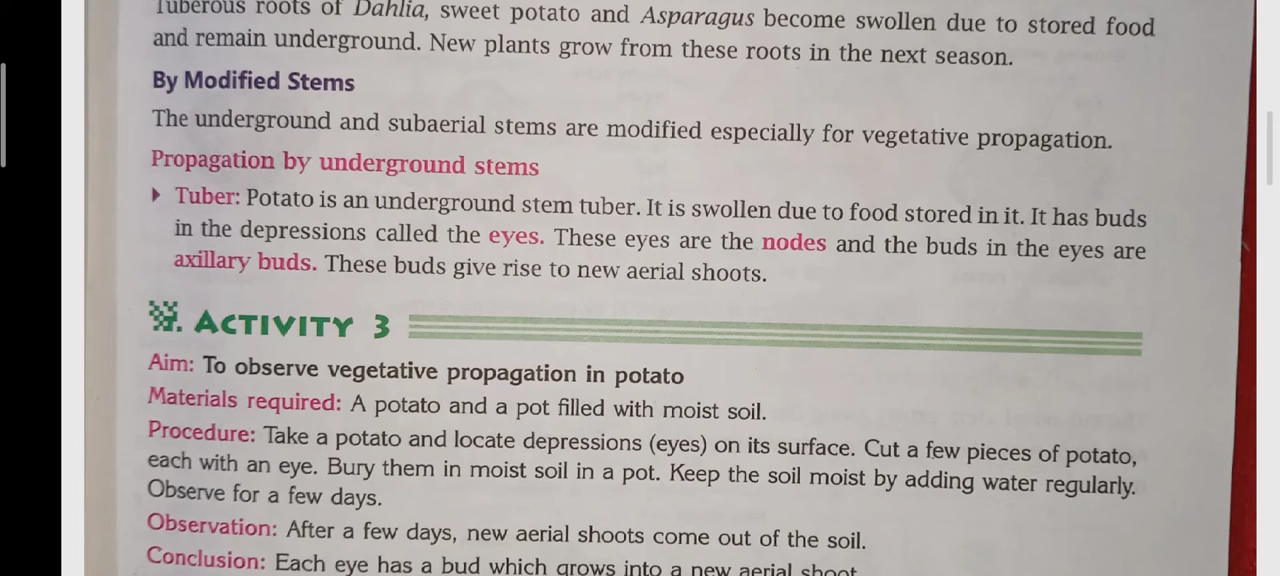 Tuberous roots of Dahlia, sweet potato and Asparagus become swollen due to stored food
and remain underground. New plants grow from these roots in the next season.
By Modified Stems
The underground and subaerial stems are modified especially for vegetative propagation.
Propagation by underground stems
Tuber: Potato is an underground stem tuber. It is swollen due to food stored in it. It has buds
in the depressions called the eyes. These eyes are the nodes and the buds in the eyes are
axillary buds. These buds give rise to new aerial shoots.
ACTIVITY 3
Aim: To observe vegetative propagation in potato
Materials required: A potato and a pot filled with moist soil.
Procedure: Take a potato and locate depressions (eyes) on its surface. Cut a few pieces of potato,
each with an eye. Bury them in moist soil in a pot. Keep the soil moist by adding water regularly.
Observe for a few days.
Observation: After a few days, new aerial shoots come out of the soil.
Conclusion: Each eye has a bud which grows into a new aerial shoot